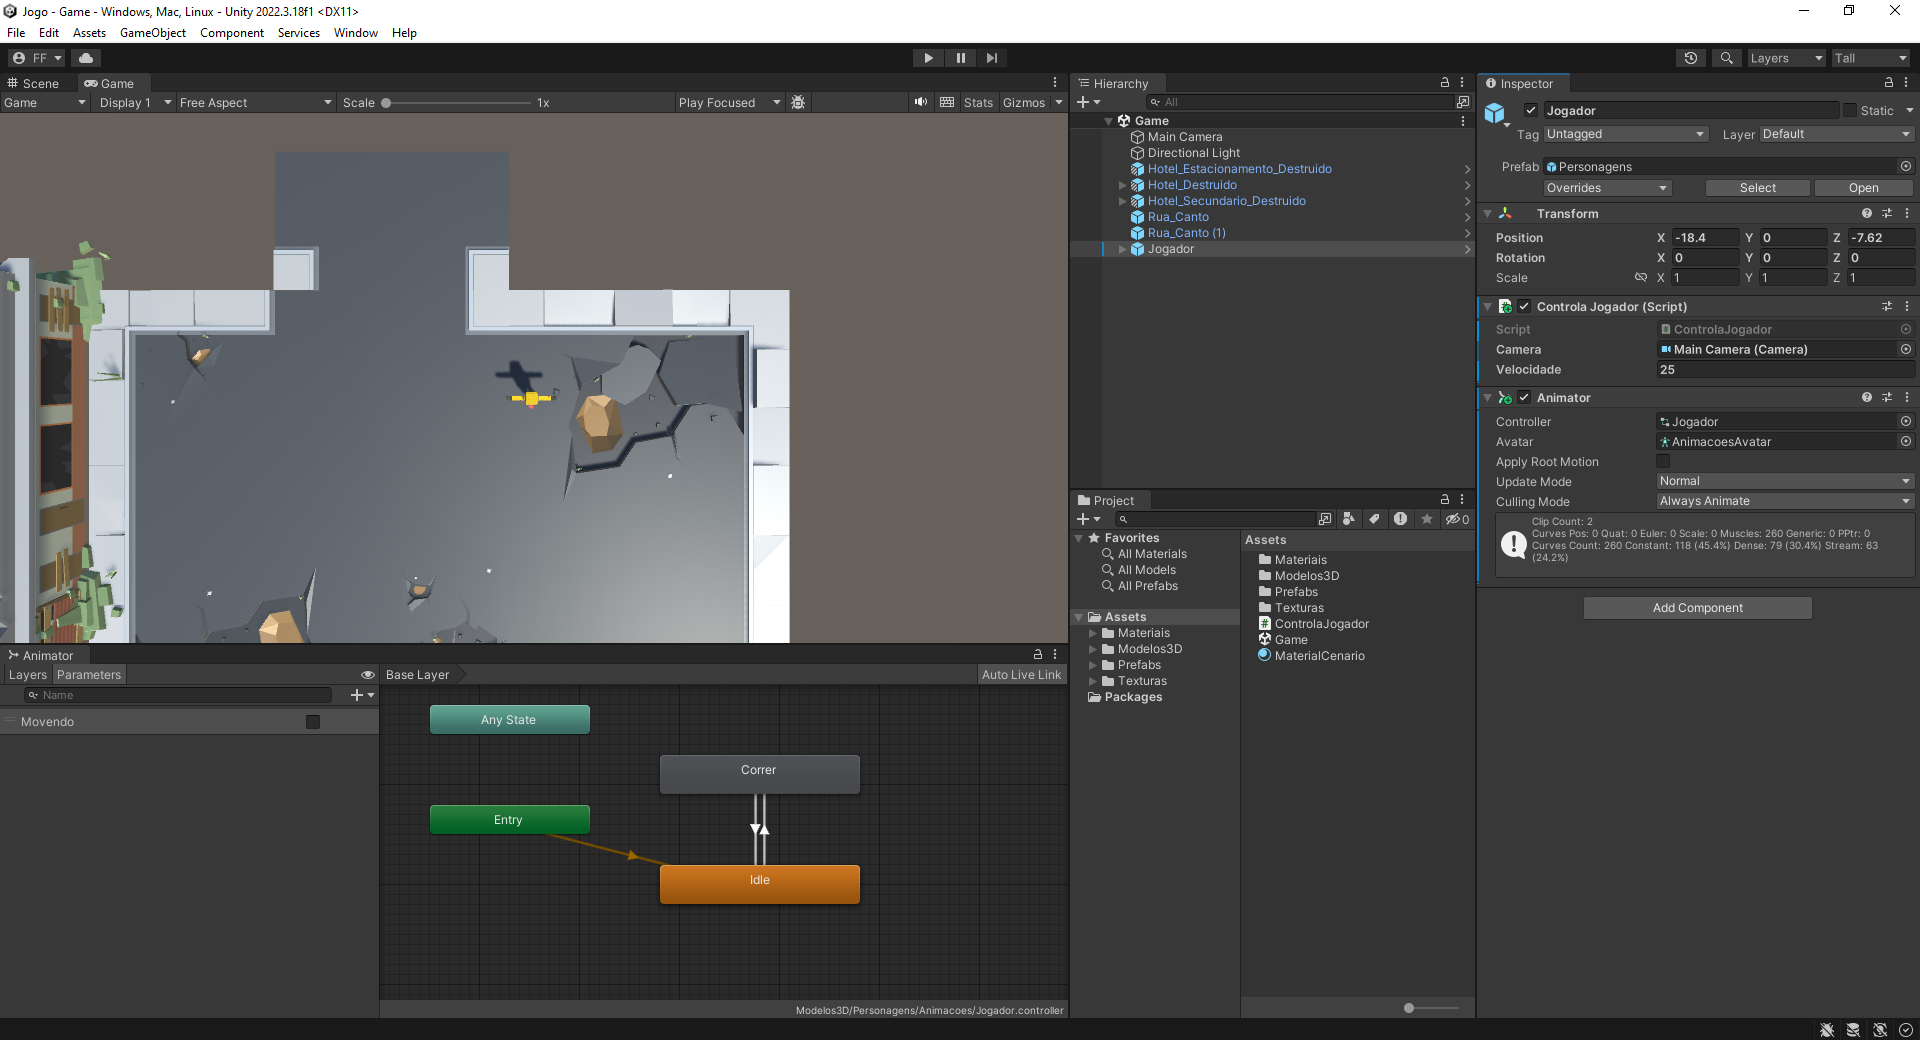 Jogo - Game - Windows, Mac, Linux - Unity 2022.3.18f1 <DX11>
File Edit Assets GameObject Component Services Window Help
FF Layers Tall
Scene Game
Game Display 1 Free Aspect Scale 1x Play Focused Stats Gizmos
Animator
Layers Parameters Base Layer Auto Live Link
Name
Movendo
Any State
Correr
Entry
Idle
Modelos3D/Personagens/Animacoes/Jogador.controller
Hierarchy
All
Game
Main Camera
Directional Light
Hotel_Estacionamento_Destruido
Hotel_Destruido
Hotel_Secundario_Destruido
Rua_Canto
Rua_Canto (1)
Jogador
Project
0
Favorites
All Materials
All Models
All Prefabs
Assets
Materiais
Modelos3D
Prefabs
Texturas
Packages
Assets
Materiais
Modelos3D
Prefabs
Texturas
ControlaJogador
Game
MaterialCenario
Inspector
Jogador Static
Tag Untagged Layer Default
Prefab Personagens
Overrides Select Open
Transform
Position X -18.4 Y 0 Z -7.62
Rotation X 0 Y 0 Z 0
Scale X 1 Y 1 Z 1
Controla Jogador (Script)
Script ControlaJogador
Camera Main Camera (Camera)
Velocidade 25
Animator
Controller Jogador
Avatar AnimacoesAvatar
Apply Root Motion
Update Mode Normal
Culling Mode Always Animate
Clip Count: 2
Curves Pos: 0 Quat: 0 Euler: 0 Scale: 0 Muscles: 260 Generic: 0 PPtr: 0
Curves Count: 260 Constant: 118 (45.4%) Dense: 79 (30.4%) Stream: 63
(24.2%)
Add Component